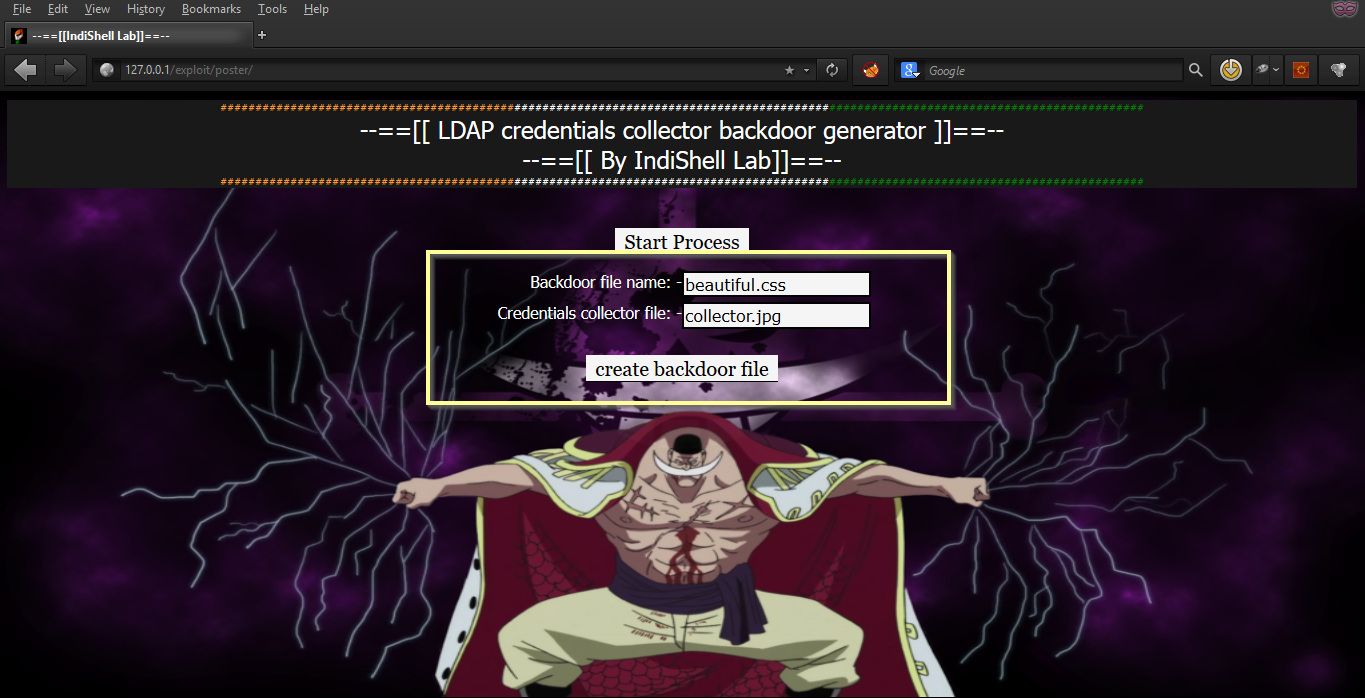 File Edit View History Bookmarks Tools Help
--==[[IndiShell Lab]]==--
127.0.0.1/exploit/poster/
Google
--==[[ LDAP credentials collector backdoor generator ]]==--
--==[[ By IndiShell Lab]]==--
Start Process
Backdoor file name: - beautiful.css
Credentials collector file: - collector.jpg
create backdoor file